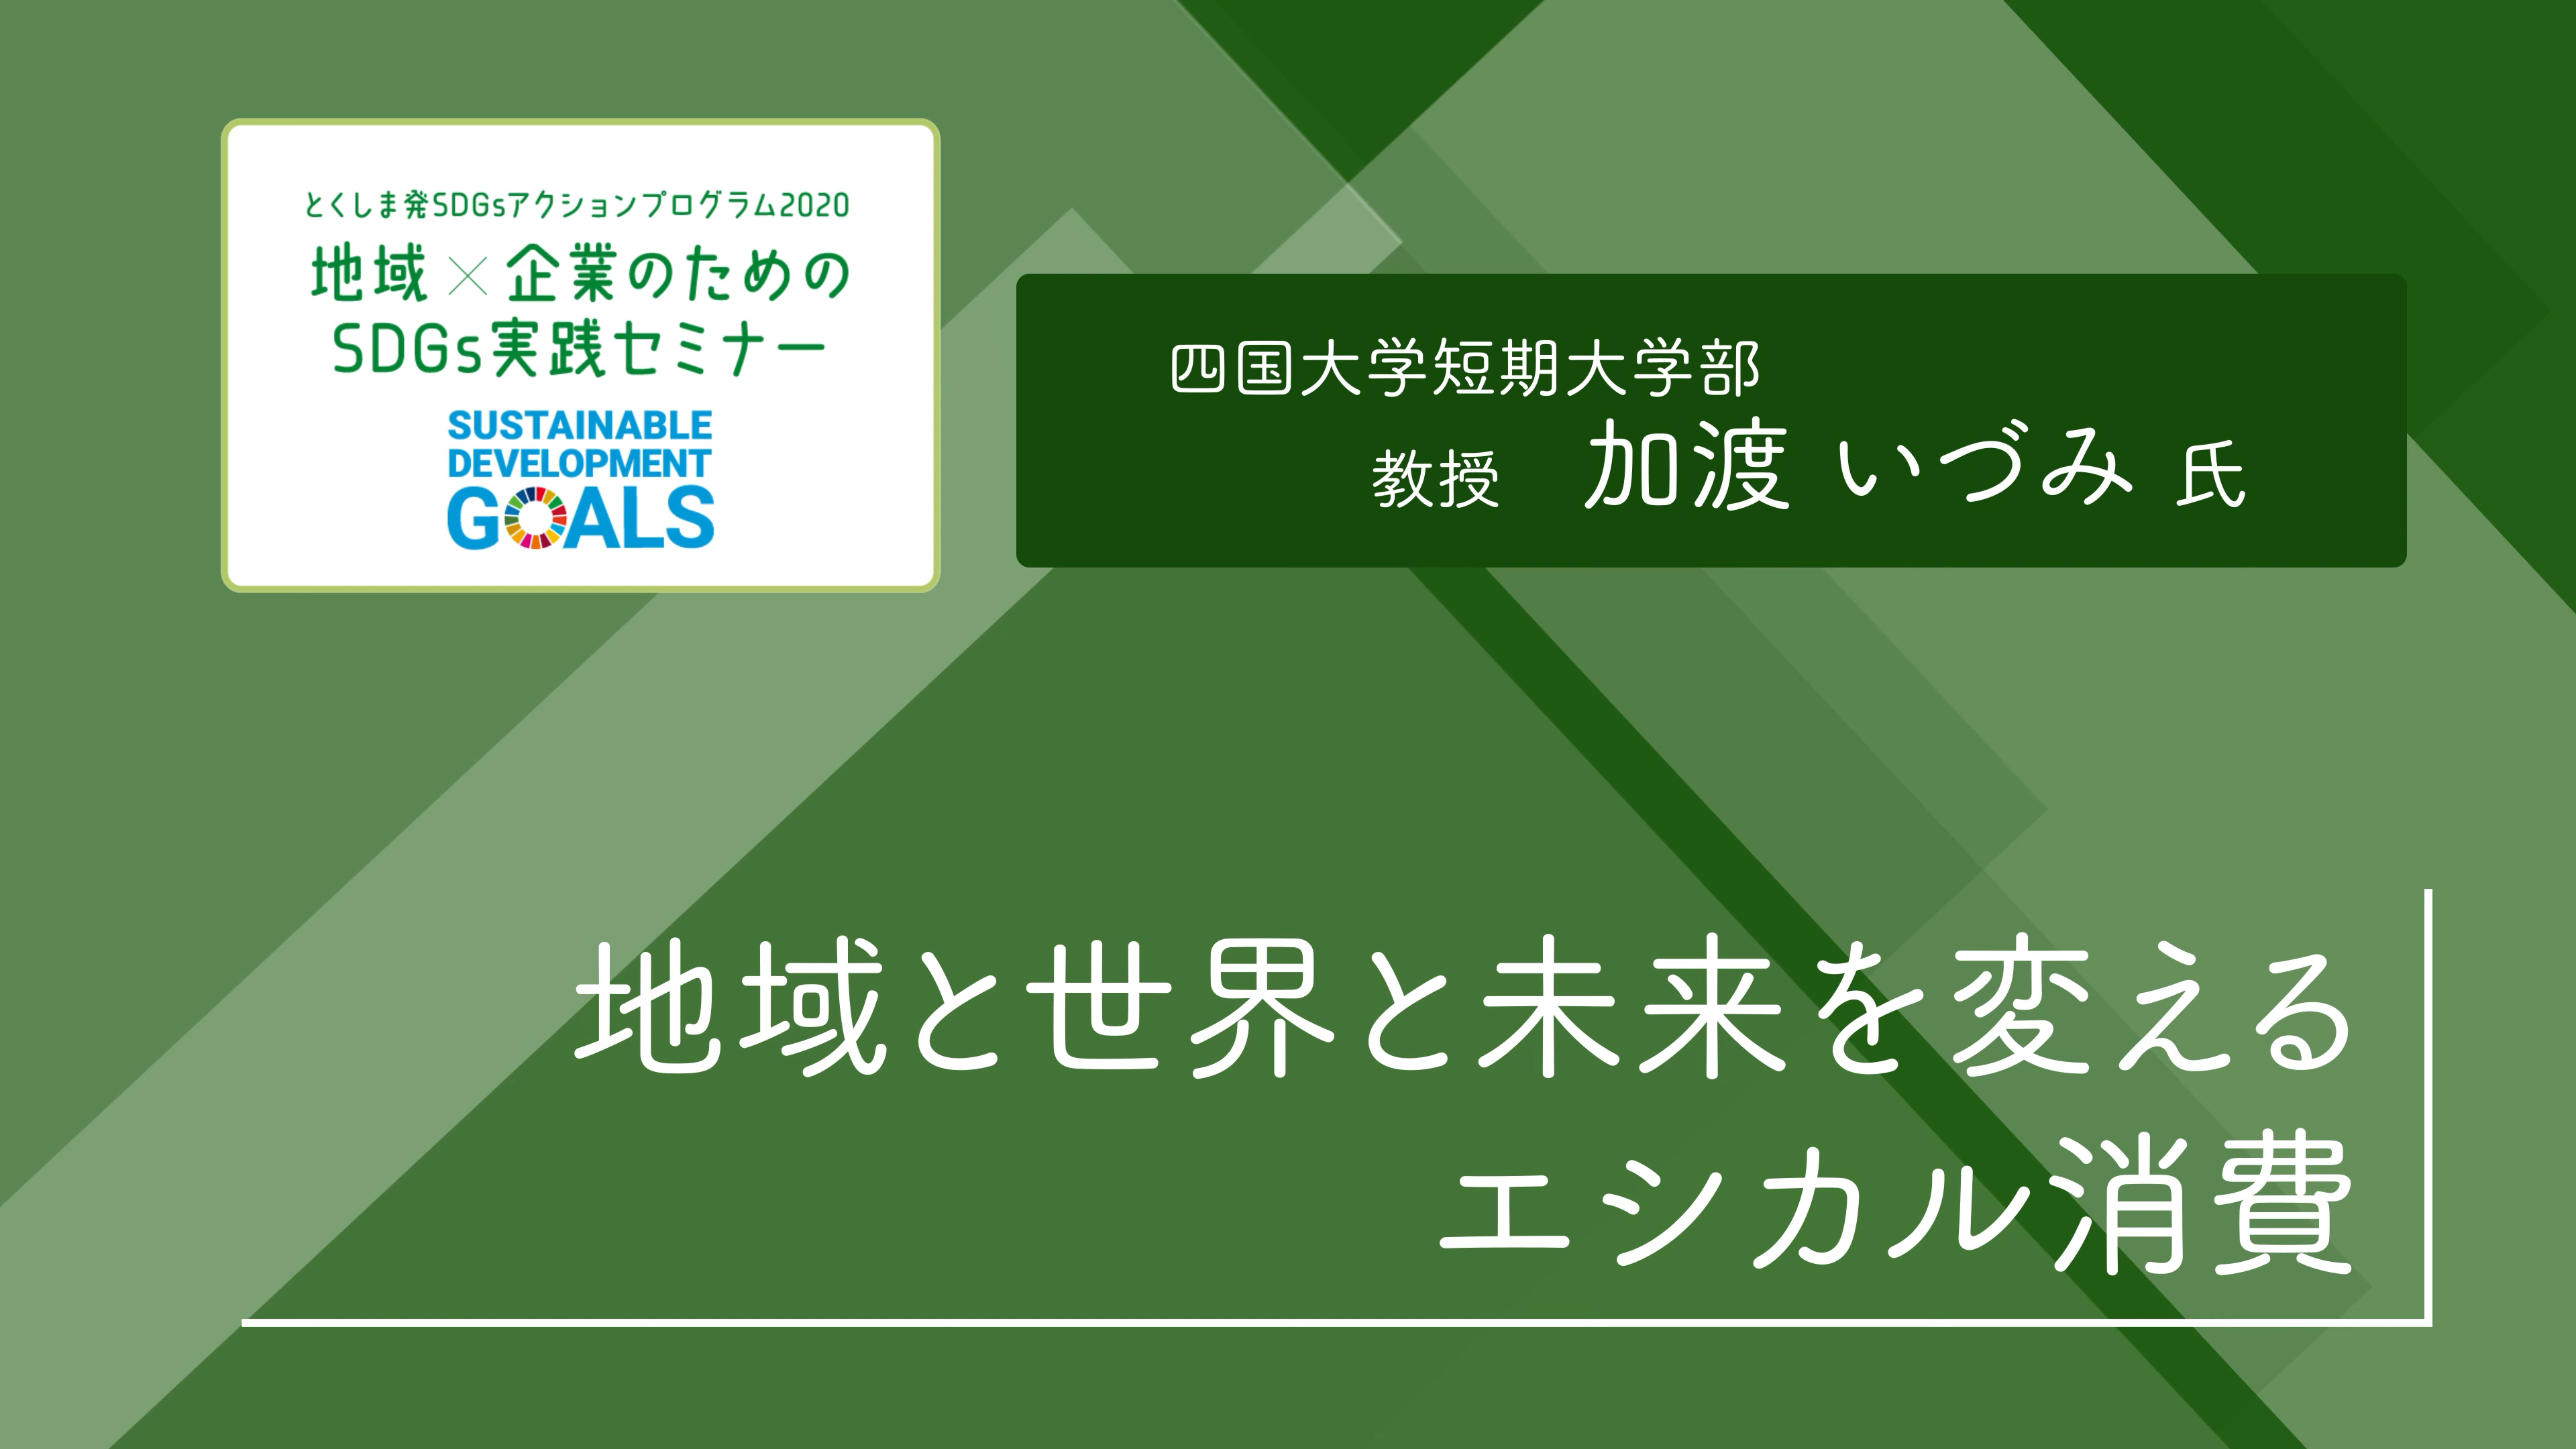 とくしま発SDGsアクションプログラム2020
地域×企業のための
SDGs実践セミナー
SUSTAINABLE
DEVELOPMENT
GOALS
四国大学短期大学部
教授　加渡 いづみ 氏
地域と世界と未来を変える
エシカル消費